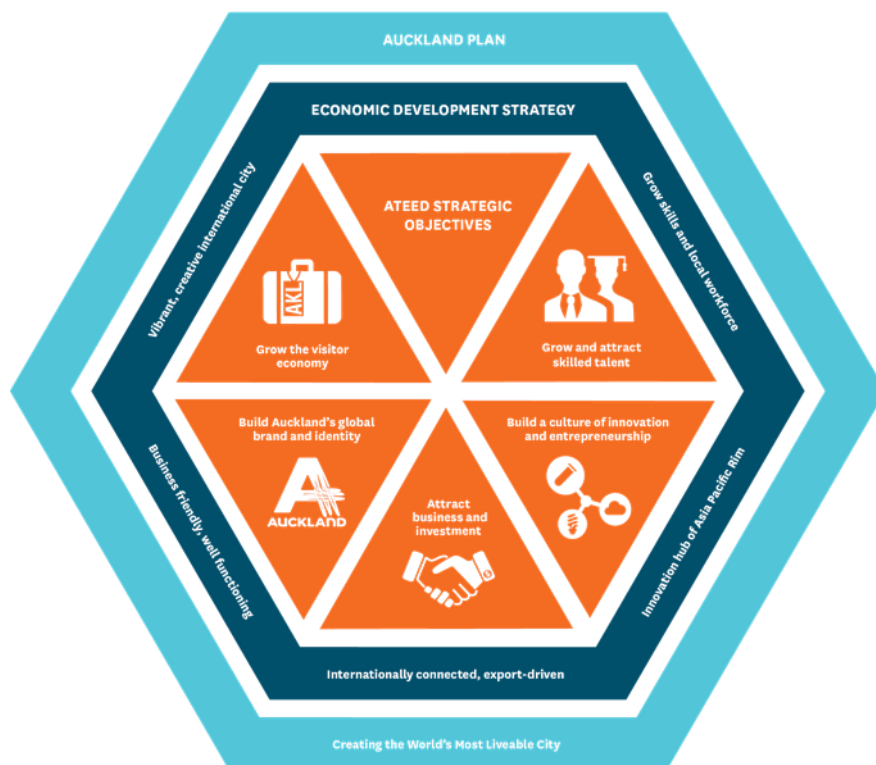 AUCKLAND PLAN
ECONOMIC DEVELOPMENT STRATEGY
Vibrant, creative international city
Grow skills and local workforce
ATEED STRATEGIC
OBJECTIVES
AKL
Grow the visitor
economy
Grow and attract
skilled talent
Build Auckland's global
brand and identity
A
AUCKLAND
Attract
business and
investment
Build a culture of innovation
and entrepreneurship
Business friendly, well functioning
Innovation hub of Asia Pacific Rim
Internationally connected, export-driven
Creating the World's Most Liveable City